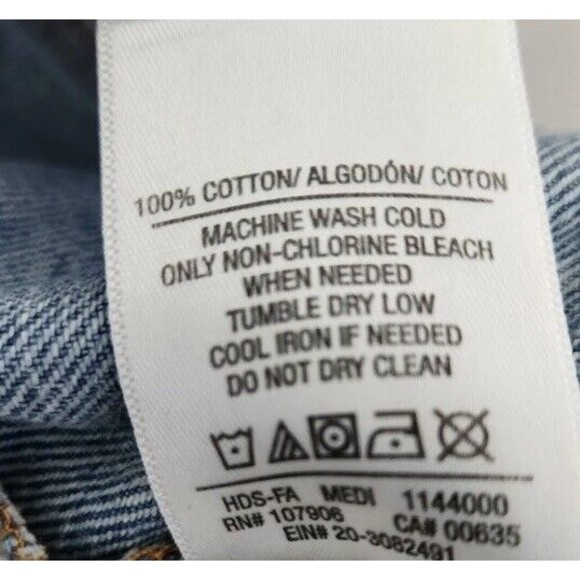 100% COTTON/ ALGODÓN/ COTON
MACHINE WASH COLD
ONLY NON-CHLORINE BLEACH
WHEN NEEDED
TUMBLE DRY LOW
COOL IRON IF NEEDED
DO NOT DRY CLEAN
HDS-FA MEDI 1144000
RN# 107906 CA# 00635
EIN# 20-3082491